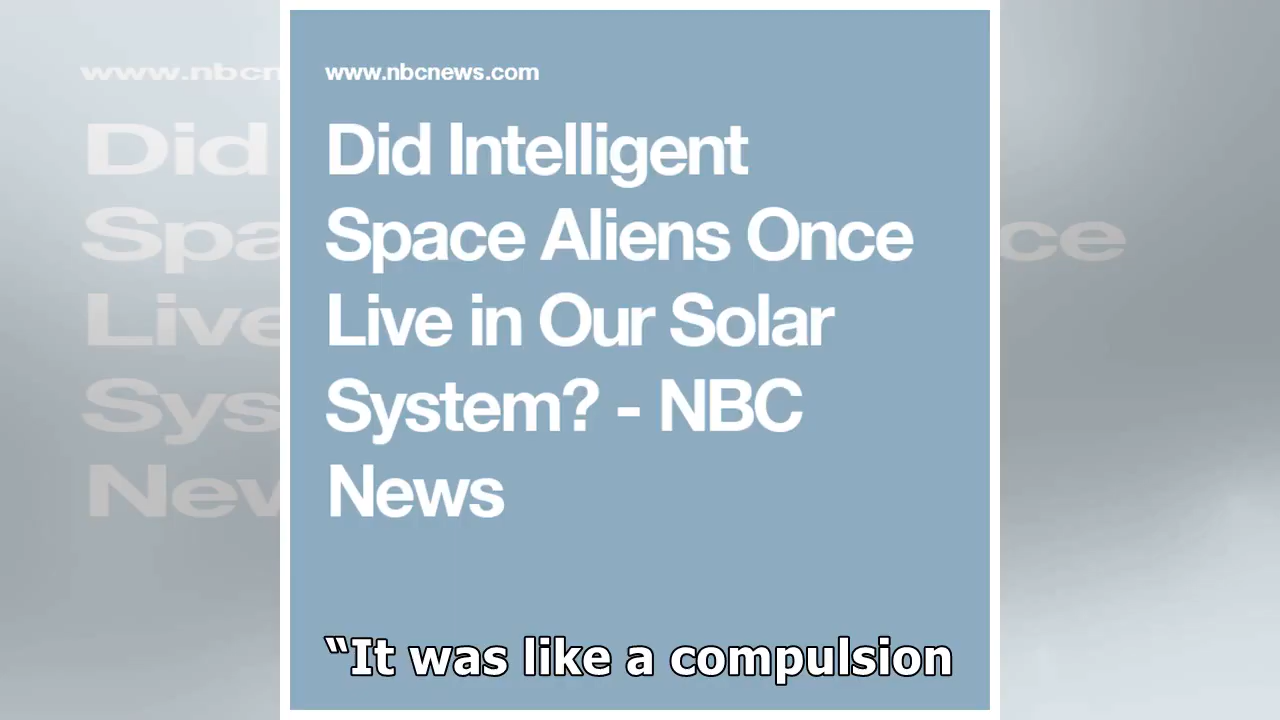 www.nbcnews.com
Did Intelligent
Space Aliens Once
Live in Our Solar
System? - NBC
News
“It was like a compulsion